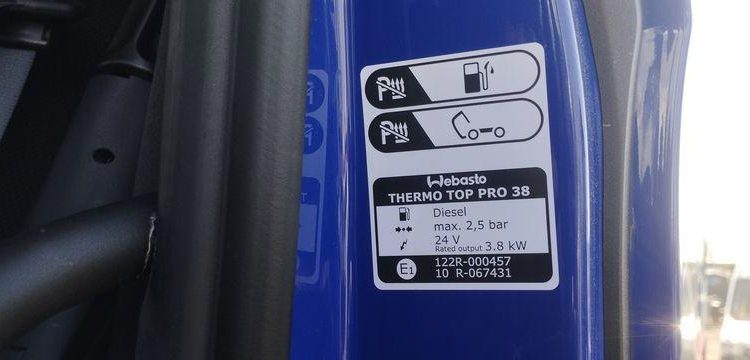 Webasto
THERMO TOP PRO 38
Diesel
max. 2,5 bar
24 V
Rated output 3.8 kW
E1 122R-000457
10 R-067431